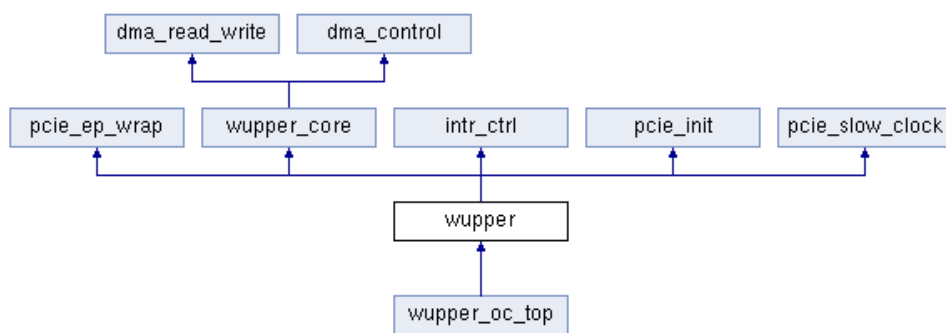 dma_read_write
dma_control
pcie_ep_wrap
wupper_core
intr_ctrl
pcie_init
pcie_slow_clock
wupper
wupper_oc_top